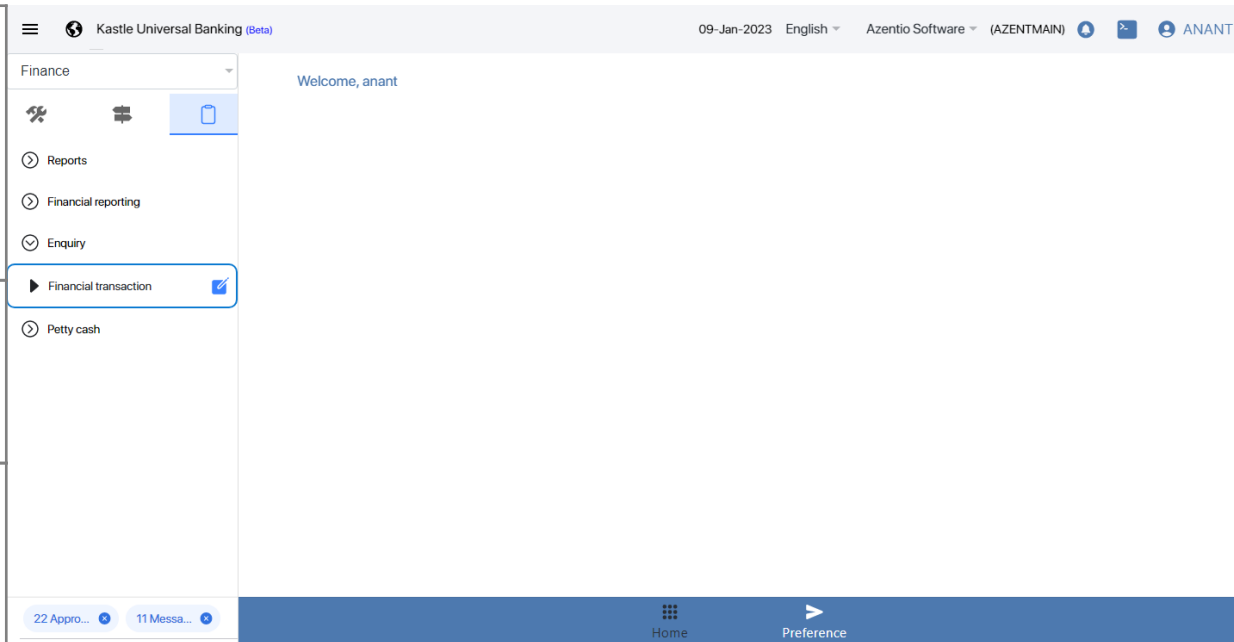 Kastle Universal Banking (Beta) 09-Jan-2023 English Azentio Software (AZENTMAIN) ANANT
Finance
Welcome, anant
Reports
Financial reporting
Enquiry
Financial transaction
Petty cash
22 Appro... 11 Messa...
Home Preference